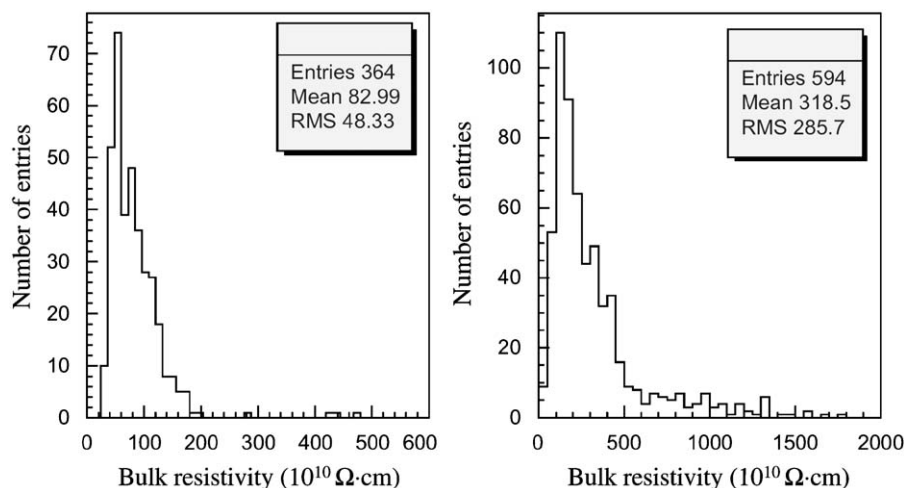 Number of entries
70
60
50
40
30
20
10
0
Entries 364
Mean 82.99
RMS 48.33
0 100 200 300 400 500 600
Bulk resistivity (10¹⁰ Ω·cm)
Number of entries
100
80
60
40
20
0
Entries 594
Mean 318.5
RMS 285.7
0 500 1000 1500 2000
Bulk resistivity (10¹⁰ Ω·cm)